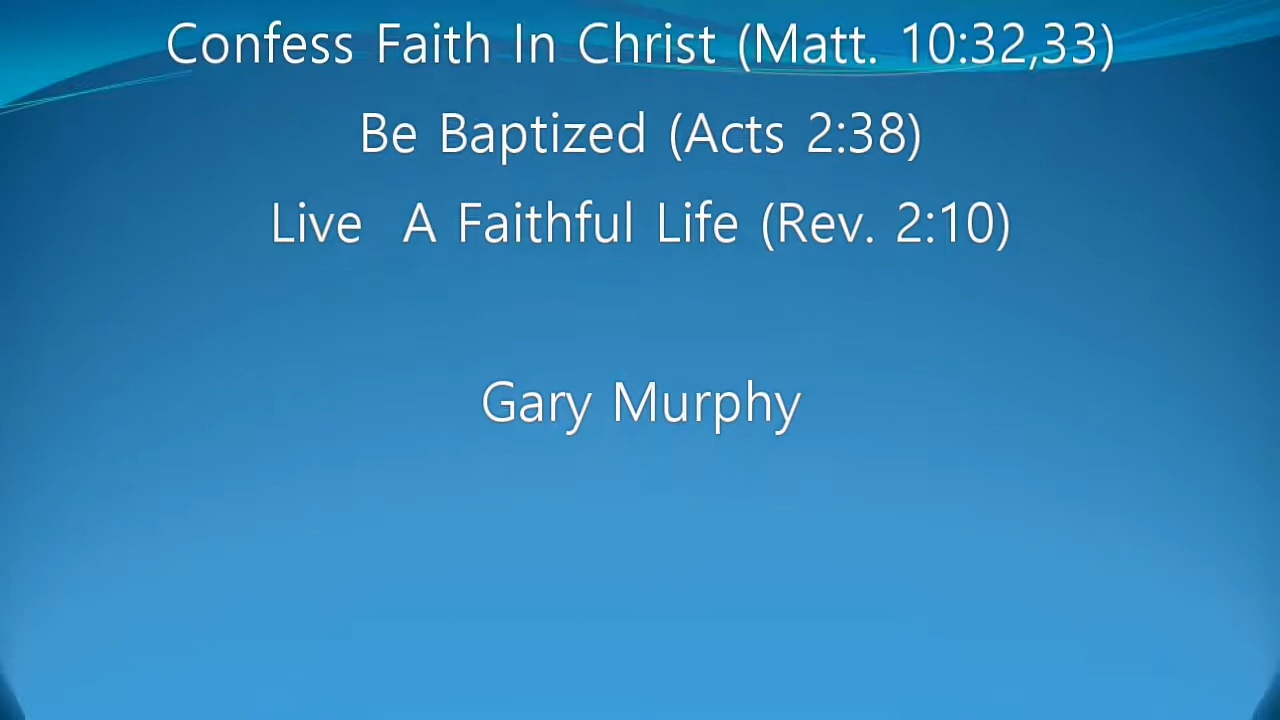 Confess Faith In Christ (Matt. 10:32,33)
Be Baptized (Acts 2:38)
Live  A Faithful Life (Rev. 2:10)
Gary Murphy